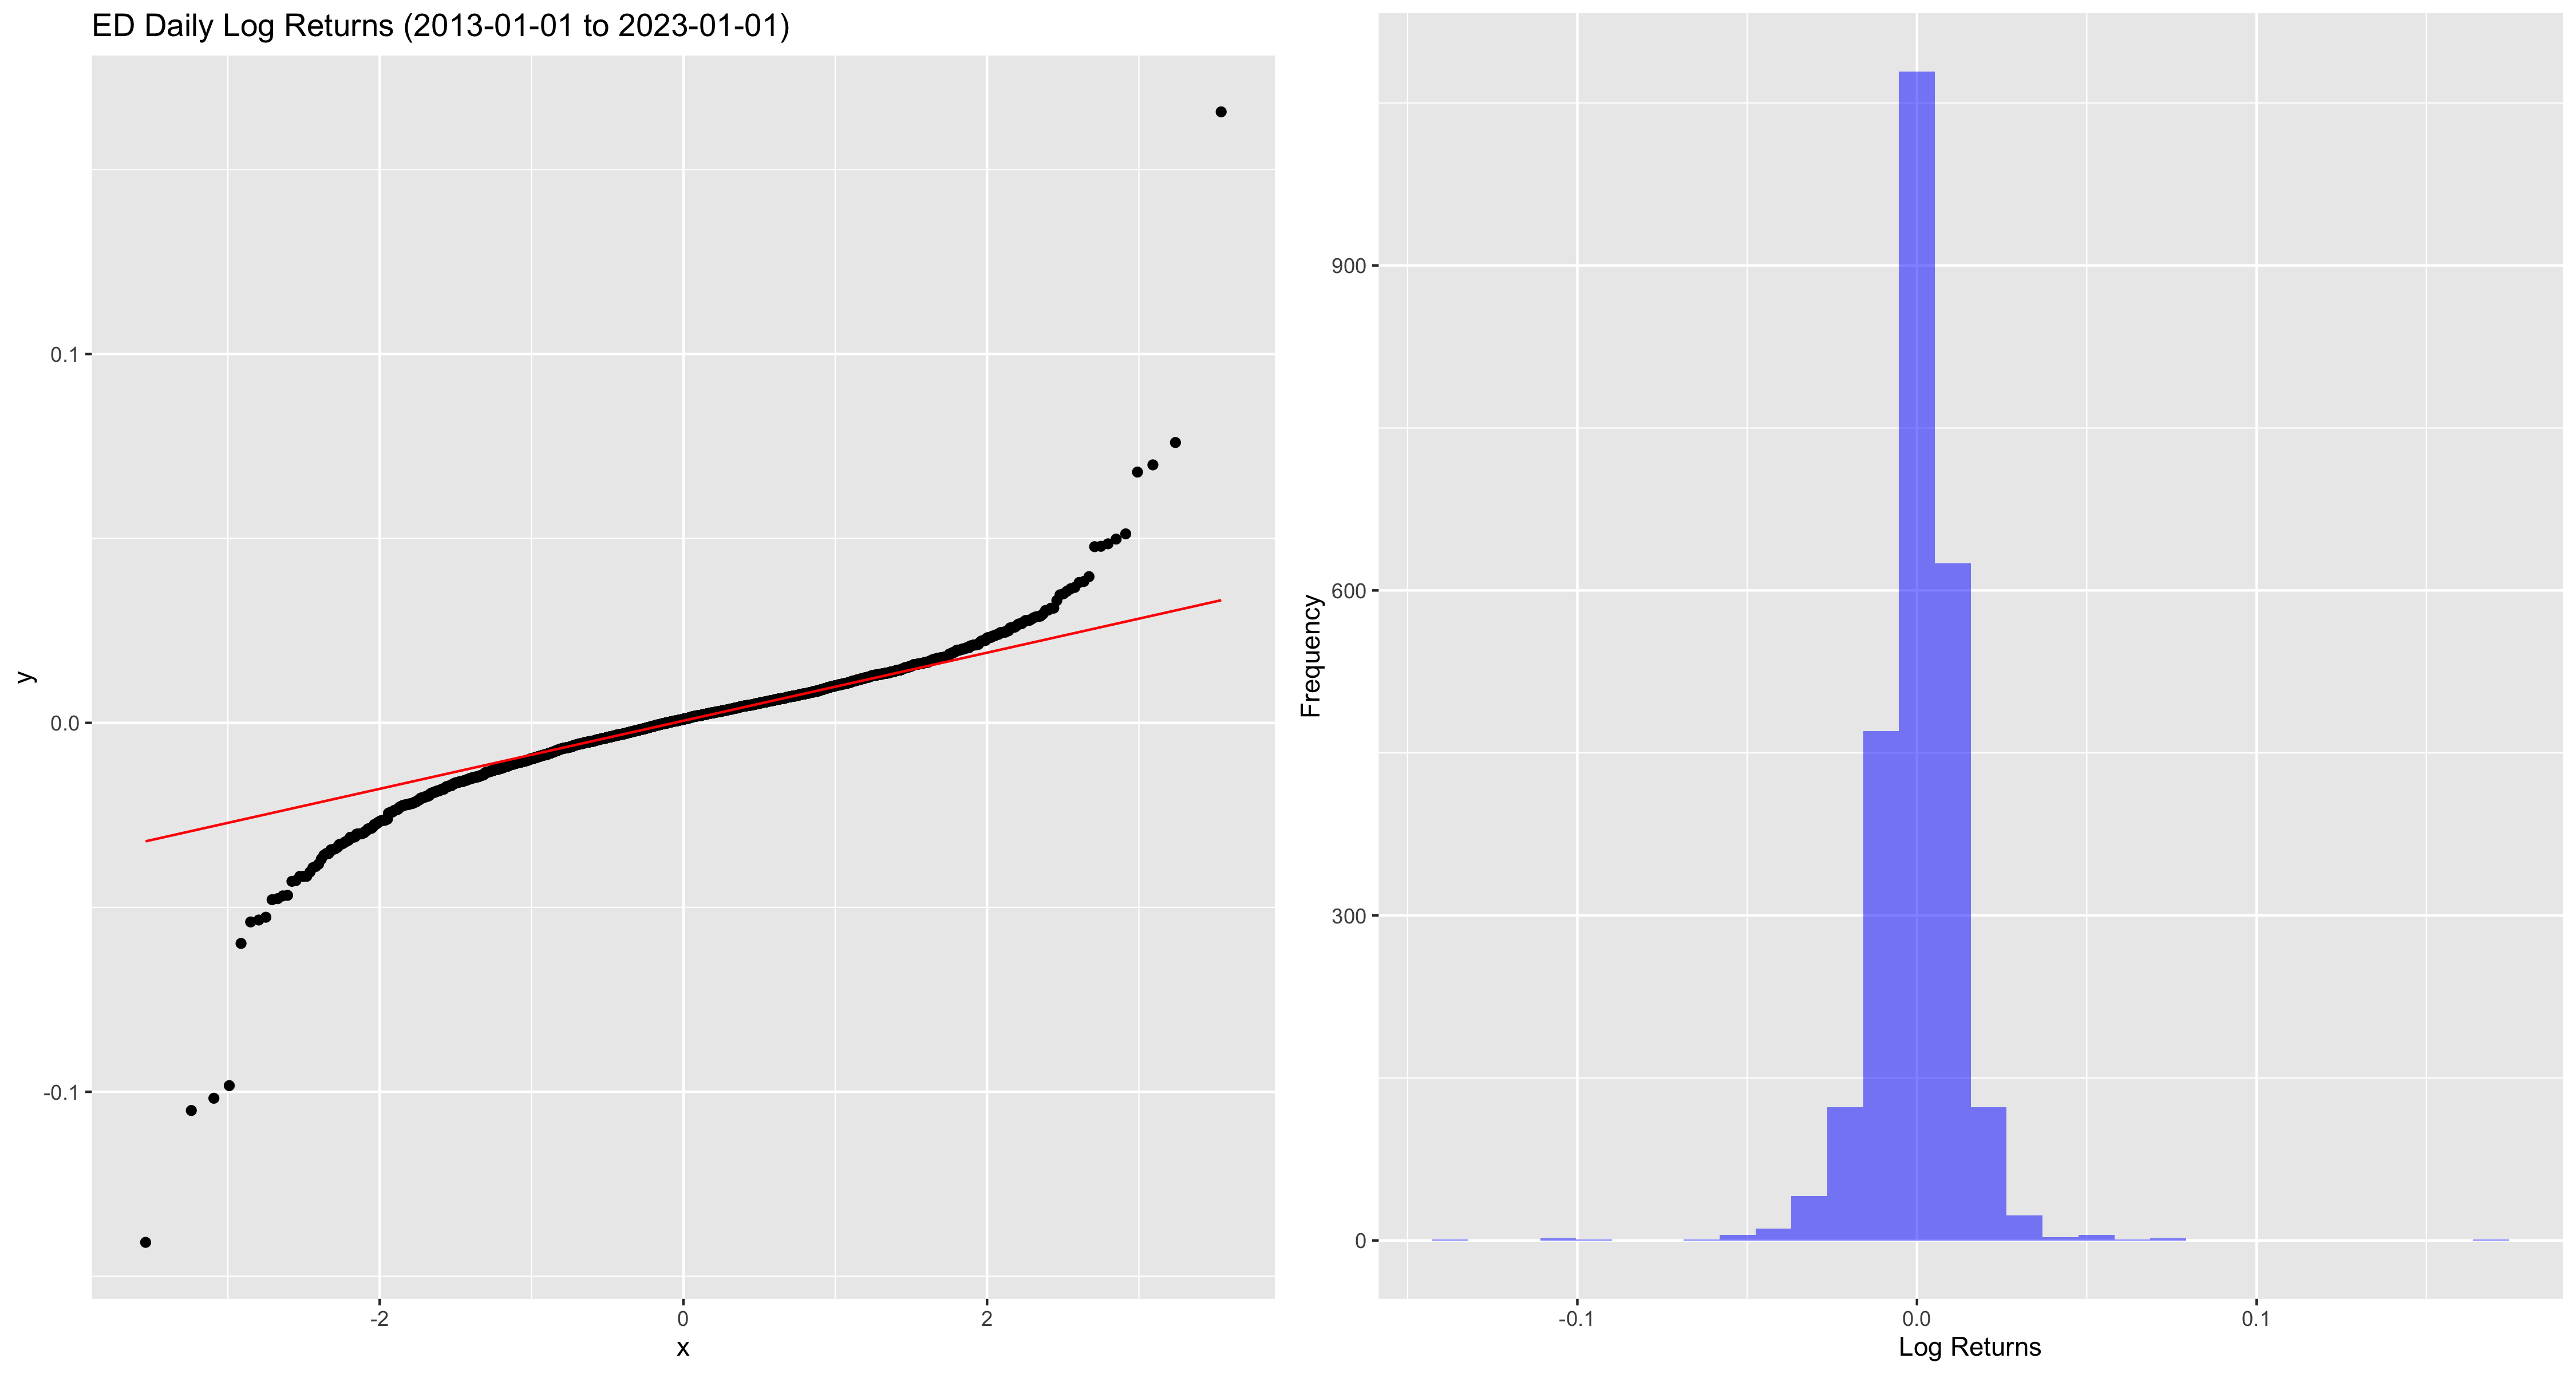 ED Daily Log Returns (2013-01-01 to 2023-01-01)
0.1
0.0
-0.1
y
-2
0
2
x
900
600
300
0
Frequency
-0.1
0.0
0.1
Log Returns